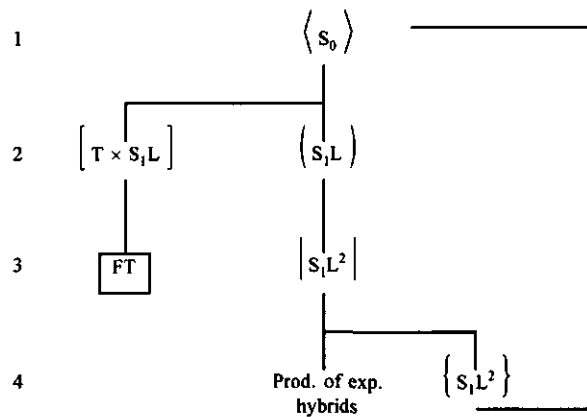 1 ⟨ S₀ ⟩
2 [ T × S₁L ] ( S₁L )
3 FT | S₁L² |
4 Prod. of exp. { S₁L² }
hybrids